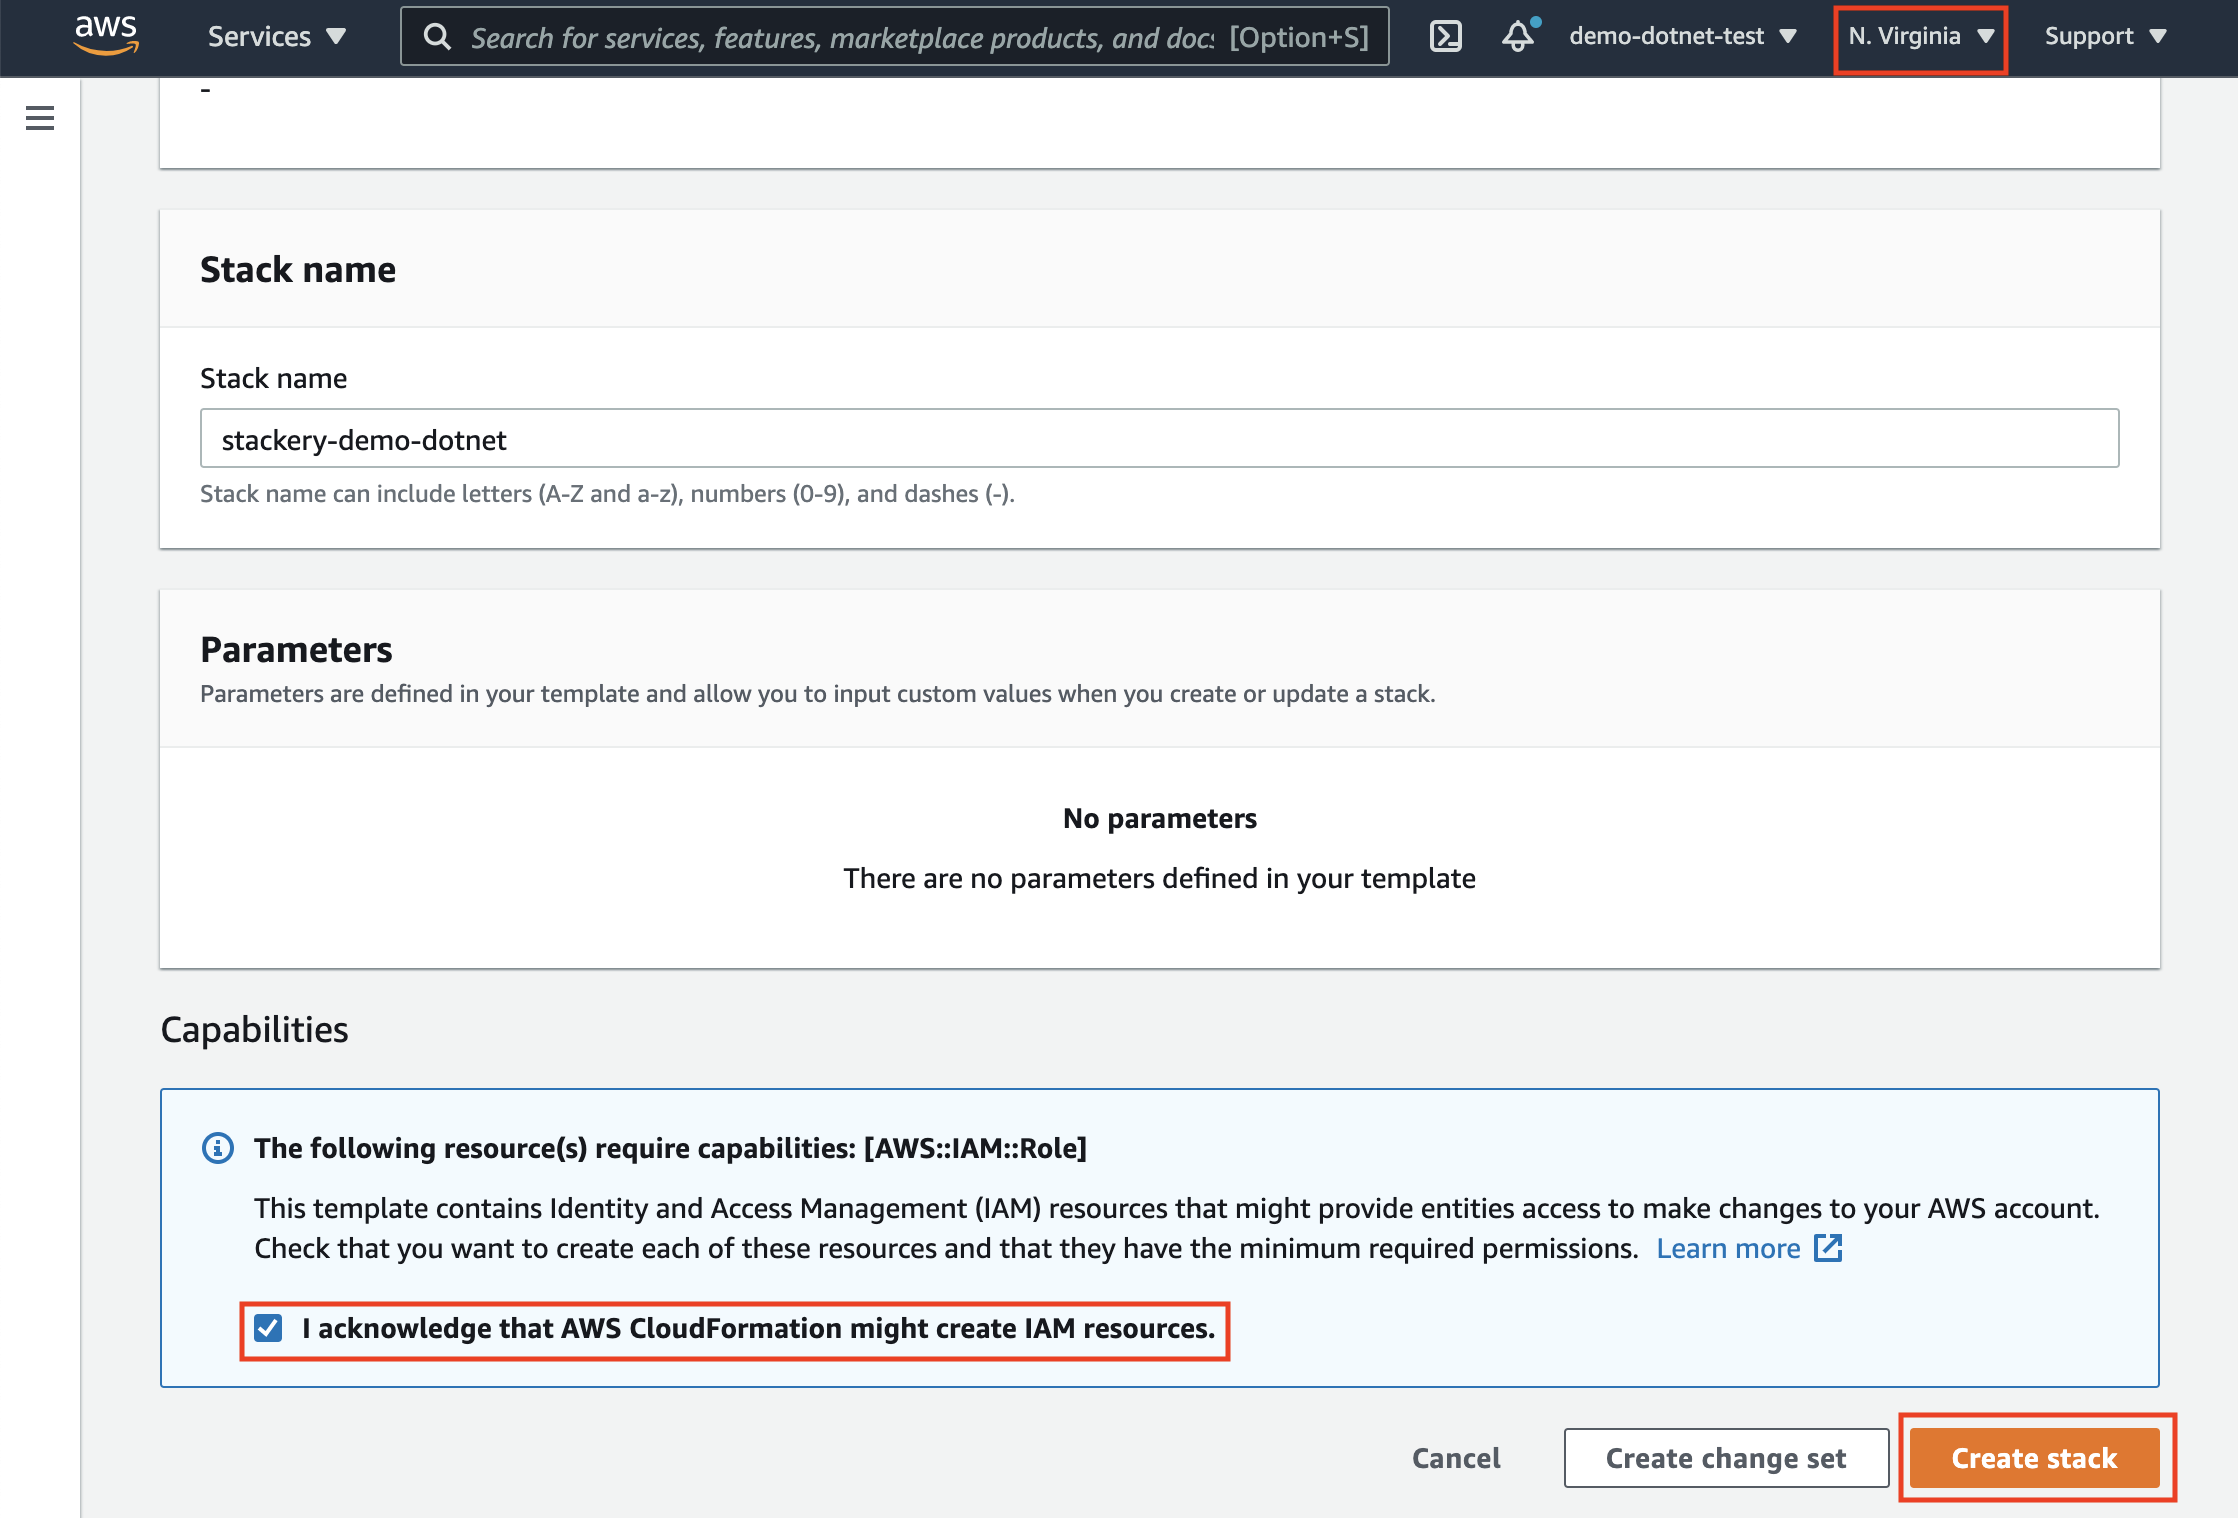 aws
Services
Search for services, features, marketplace products, and docs [Option+S]
demo-dotnet-test
N. Virginia
Support
-
Stack name
Stack name
stackery-demo-dotnet
Stack name can include letters (A-Z and a-z), numbers (0-9), and dashes (-).
Parameters
Parameters are defined in your template and allow you to input custom values when you create or update a stack.
No parameters
There are no parameters defined in your template
Capabilities
The following resource(s) require capabilities: [AWS::IAM::Role]
This template contains Identity and Access Management (IAM) resources that might provide entities access to make changes to your AWS account.
Check that you want to create each of these resources and that they have the minimum required permissions. Learn more
I acknowledge that AWS CloudFormation might create IAM resources.
Cancel
Create change set
Create stack